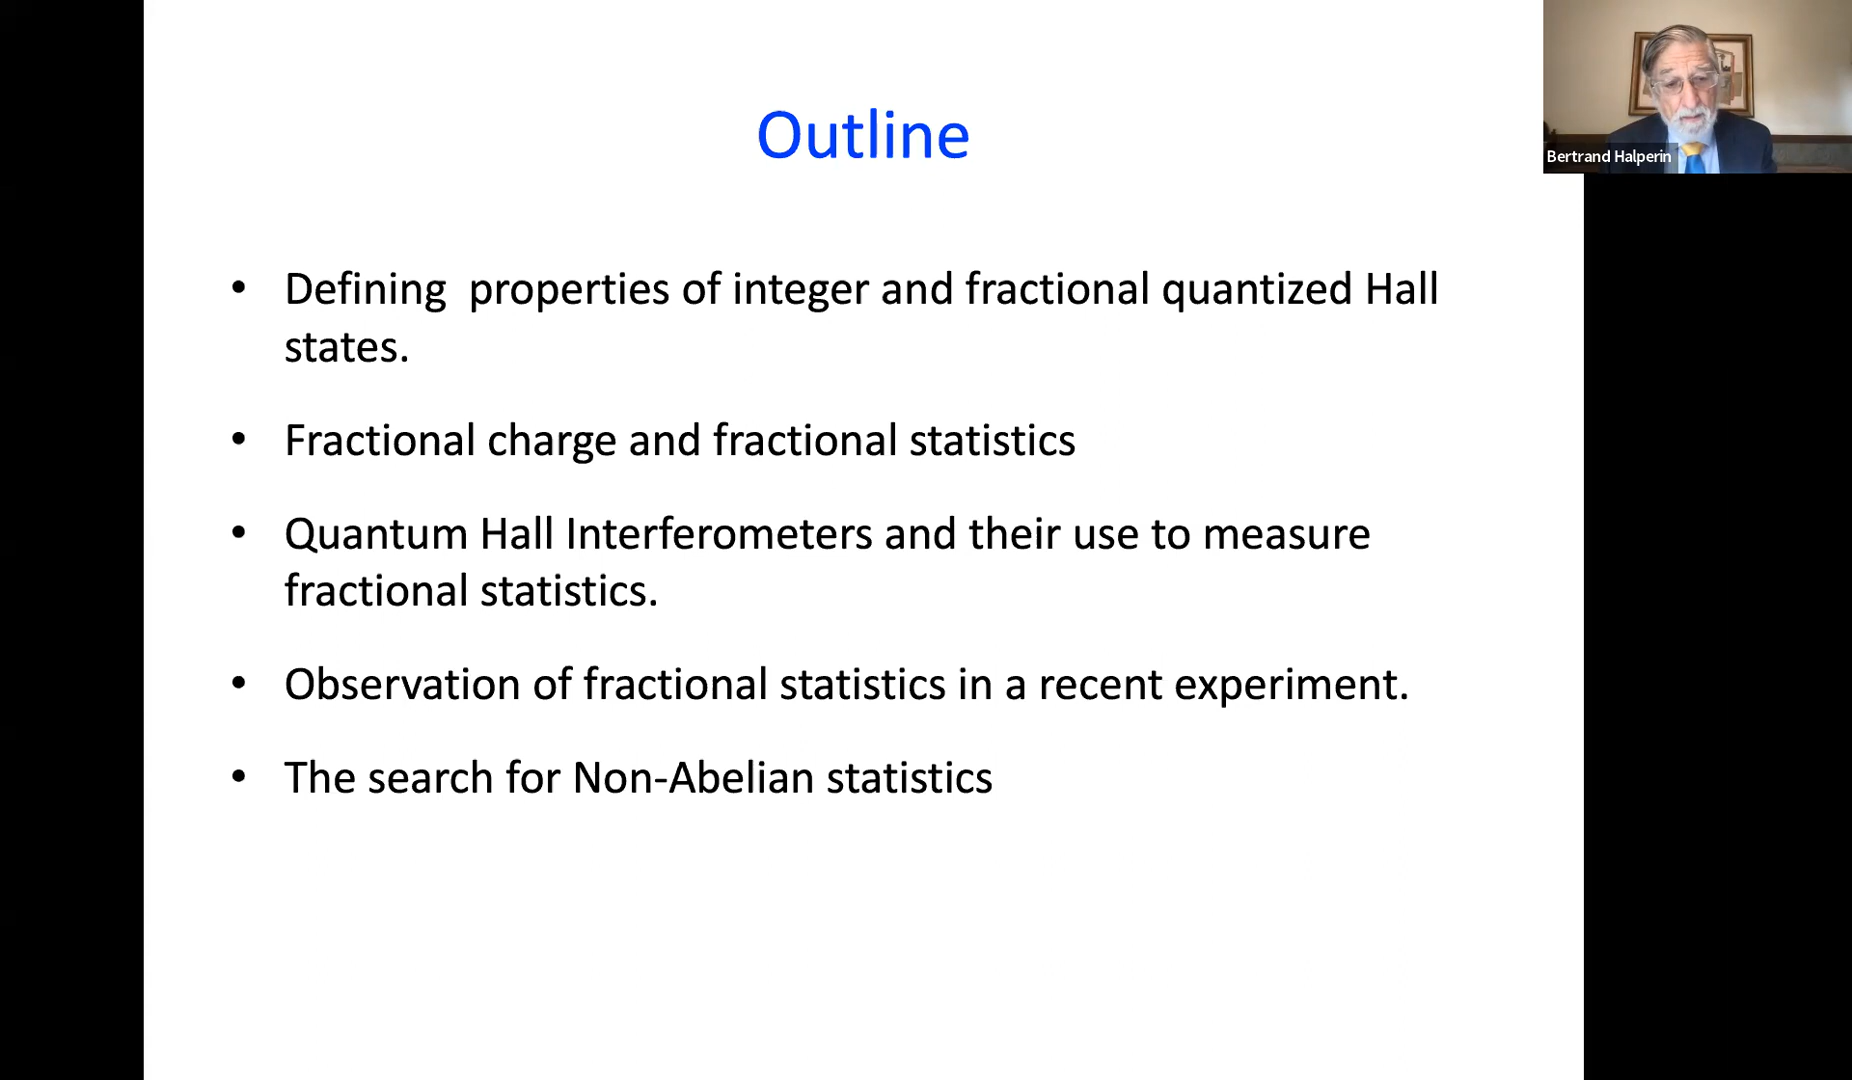 Outline
Bertrand Halperin
• Defining  properties of integer and fractional quantized Hall
states.
• Fractional charge and fractional statistics
• Quantum Hall Interferometers and their use to measure
fractional statistics.
• Observation of fractional statistics in a recent experiment.
• The search for Non-Abelian statistics